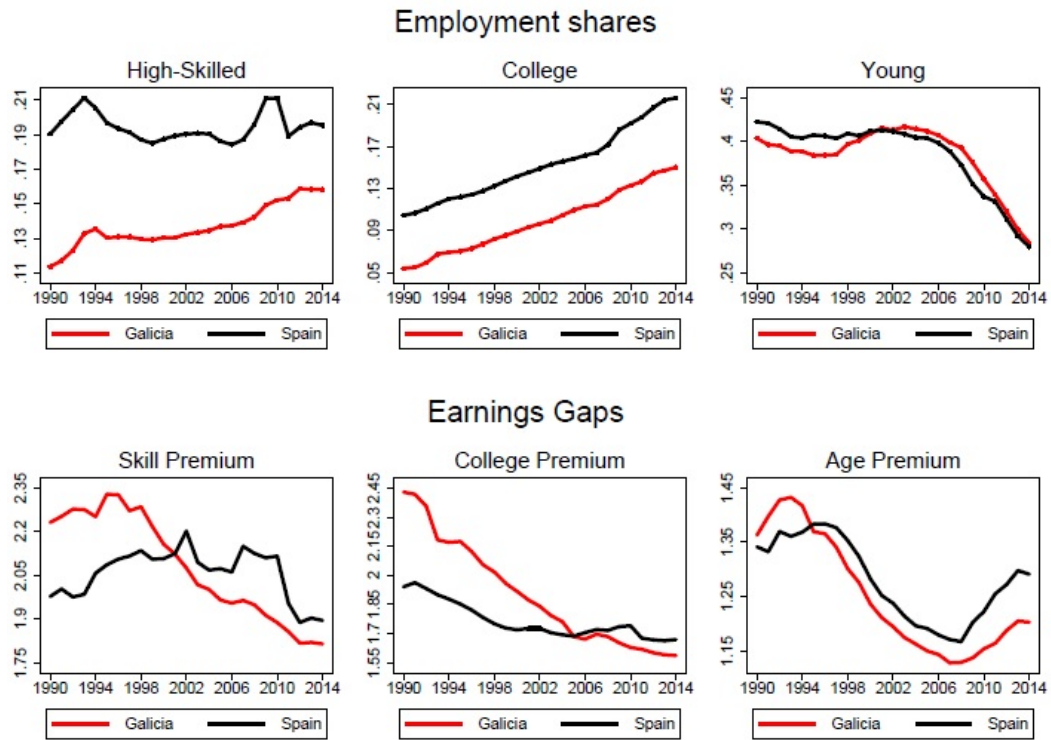 Employment shares
High-Skilled
.21
.19
.17
.15
.13
.11
1990 1994 1998 2002 2006 2010 2014
Galicia Spain
College
.21
.17
.13
.09
.05
1990 1994 1998 2002 2006 2010 2014
Galicia Spain
Young
.45
.4
.35
.3
.25
1990 1994 1998 2002 2006 2010 2014
Galicia Spain
Earnings Gaps
Skill Premium
2.35
2.2
2.05
1.9
1.75
1990 1994 1998 2002 2006 2010 2014
Galicia Spain
College Premium
2.45
2.3
2.15
2
1.85
1.7
1.55
1990 1994 1998 2002 2006 2010 2014
Galicia Spain
Age Premium
1.45
1.35
1.25
1.15
1990 1994 1998 2002 2006 2010 2014
Galicia Spain